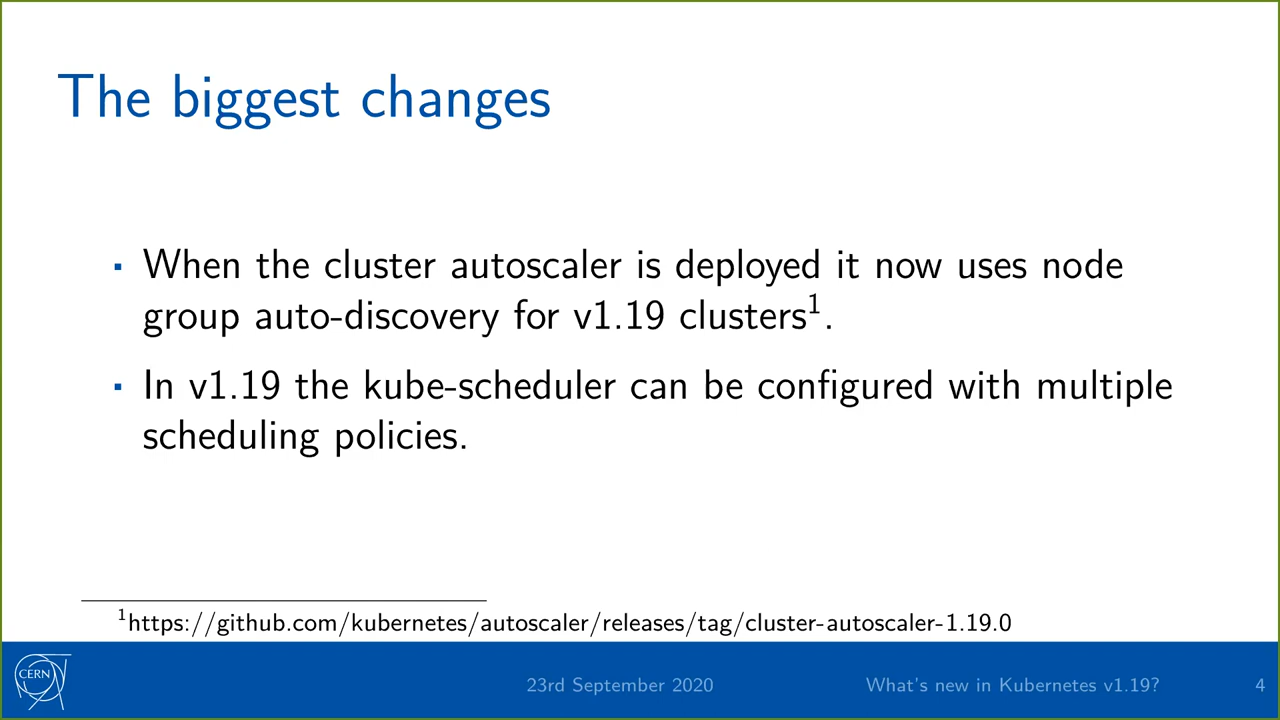 The biggest changes
▪ When the cluster autoscaler is deployed it now uses node
group auto-discovery for v1.19 clusters¹.
▪ In v1.19 the kube-scheduler can be configured with multiple
scheduling policies.
¹https://github.com/kubernetes/autoscaler/releases/tag/cluster-autoscaler-1.19.0
CERN
23rd September 2020
What's new in Kubernetes v1.19?
4